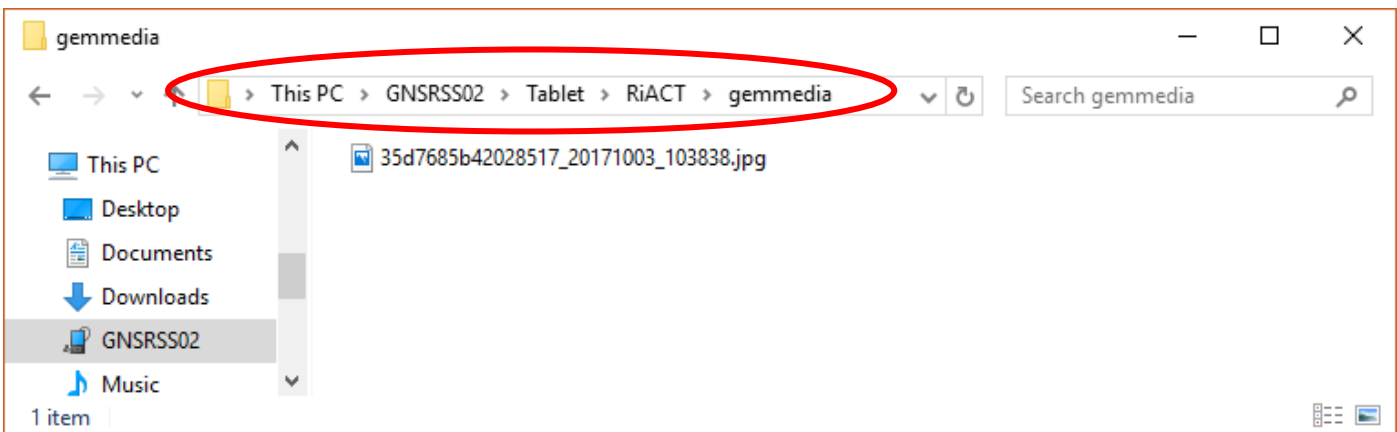 gemmedia
This PC > GNSRSS02 > Tablet > RiACT > gemmedia
Search gemmedia
This PC
35d7685b42028517_20171003_103838.jpg
Desktop
Documents
Downloads
GNSRSS02
Music
1 item